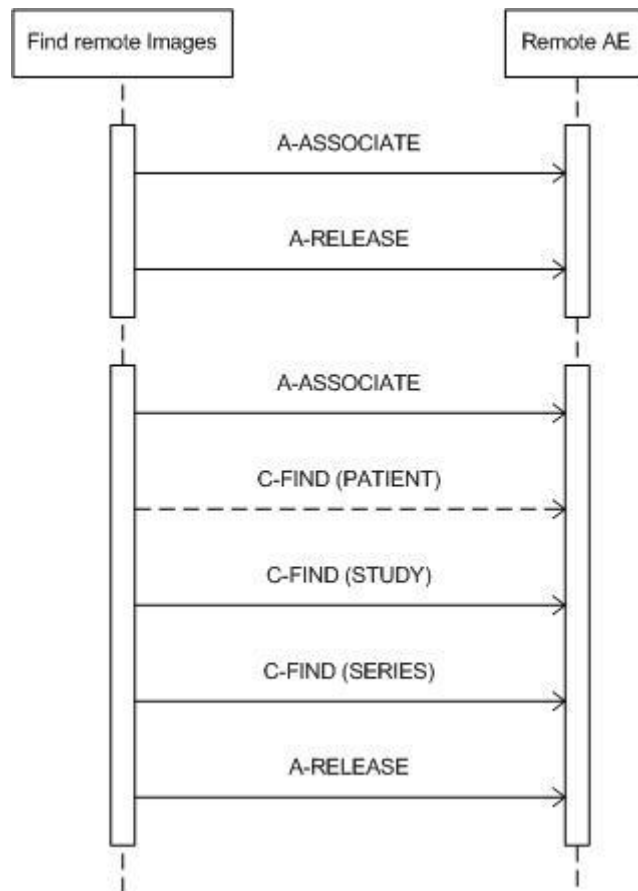 Find remote Images
Remote AE
A-ASSOCIATE
A-RELEASE
A-ASSOCIATE
C-FIND (PATIENT)
C-FIND (STUDY)
C-FIND (SERIES)
A-RELEASE